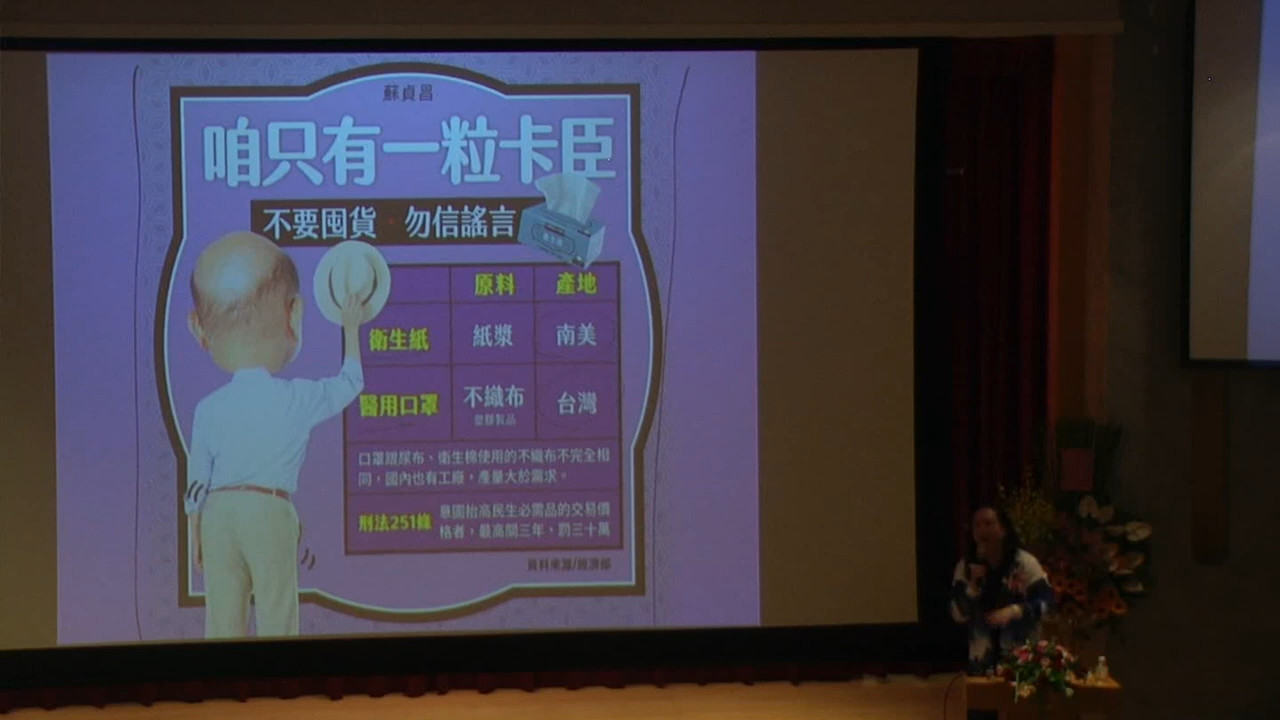 蘇貞昌
咱只有一粒卡臣
不要囤貨・勿信謠言
原料 產地
衛生紙 紙漿 南美
醫用口罩 不織布 台灣
塑膠製品
口罩跟尿布、衛生棉使用的不織布不完全相
同，國內也有工廠，產量大於需求。
刑法251條 意圖抬高民生必需品的交易價
格者，最高關三年、罰三十萬
資料來源/經濟部